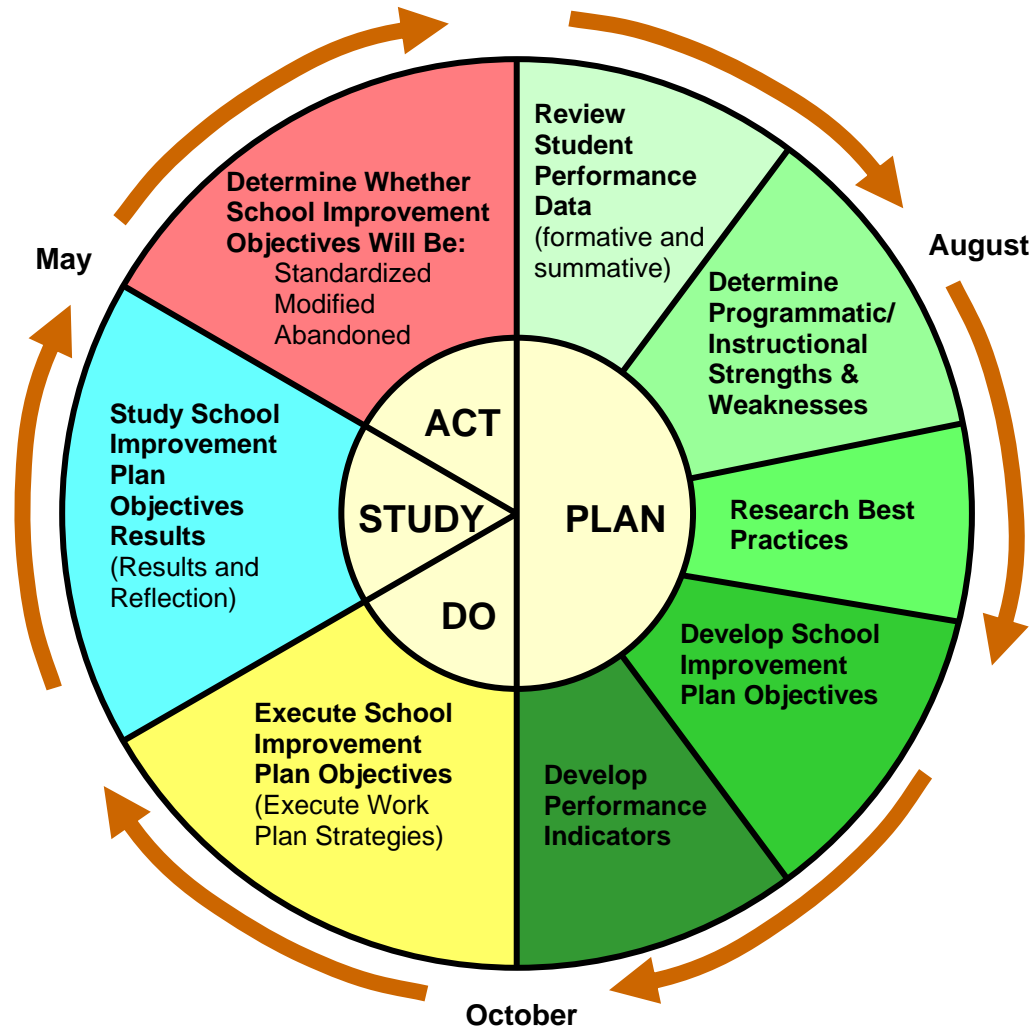 Review
Student
Performance
Data
(formative and
summative)
August
Determine
Programmatic/
Instructional
Strengths &
Weaknesses
Research Best
Practices
Develop School
Improvement
Plan Objectives
Develop
Performance
Indicators
October
Execute School
Improvement
Plan Objectives
(Execute Work
Plan Strategies)
Study School
Improvement
Plan
Objectives
Results
(Results and
Reflection)
May
Determine Whether
School Improvement
Objectives Will Be:
Standardized
Modified
Abandoned
PLAN
DO
STUDY
ACT